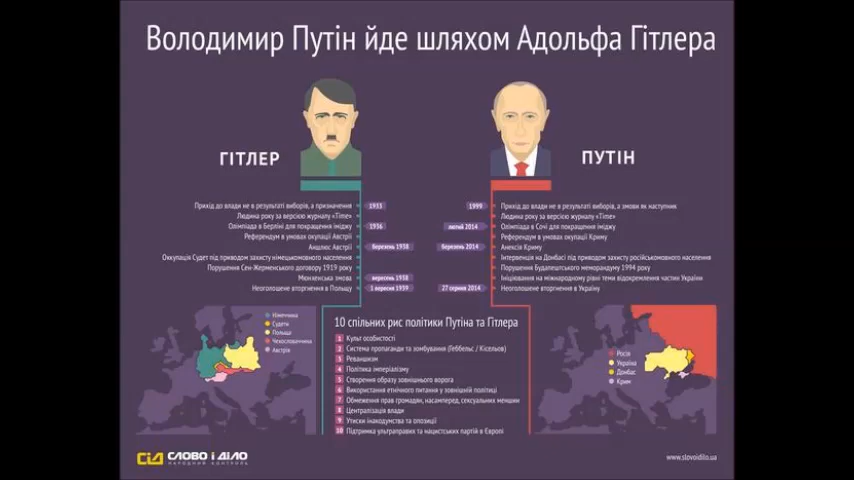 Володимир Путін йде шляхом Адольфа Гітлера
ГІТЛЕР
ПУТІН
Прихід до влади не в результаті виборів, а призначення
1933
Людина року за версією журналу «Time»
Олімпіада в Берліні для покращення іміджу
1936
Референдум в умовах окупації Австрії
Аншлюс Австрії
березень 1938
Оккупація Судет під приводом захисту німецькомовного населення
Порушення Сен-Жерменського договору 1919 року
Мюнхенська змова
вересень 1938
Неоголошене вторгнення в Польщу
1 вересня 1939
1999
Прихід до влади не в результаті виборів, а змови як наступник
Людина року за версією журналу «Time»
лютий 2014
Олімпіада в Сочі для покращення іміджу
Референдум в умовах окупації Криму
березень 2014
Анексія Криму
Інтервенція на Донбасі під приводом захисту російськомовного населення
Порушення Будапештського меморандуму 1994 року
Ініціювання на міжнародному рівні теми відокремлення частин України
27 серпня 2014
Неоголошене вторгнення в Україну
Німеччина
Судети
Польща
Чехословаччина
Австрія
10 спільних рис політики Путіна та Гітлера
1 Культ особистості
2 Система пропаганди та зомбування (Геббельс / Кісельов)
3 Реваншизм
4 Політика імперіалізму
5 Створення образу зовнішнього ворога
6 Використання етнічного питання у зовнішній політиці
7 Обмеження прав громадян, насамперед, сексуальних меншин
8 Централізація влади
9 Утиски інакодумства та опозиції
10 Підтримка ультраправих та нацистських партій в Європі
Росія
Україна
Донбас
Крим
СіД СЛОВО і ДІЛО
НАРОДНИЙ КОНТРОЛЬ
www.slovoidilo.ua